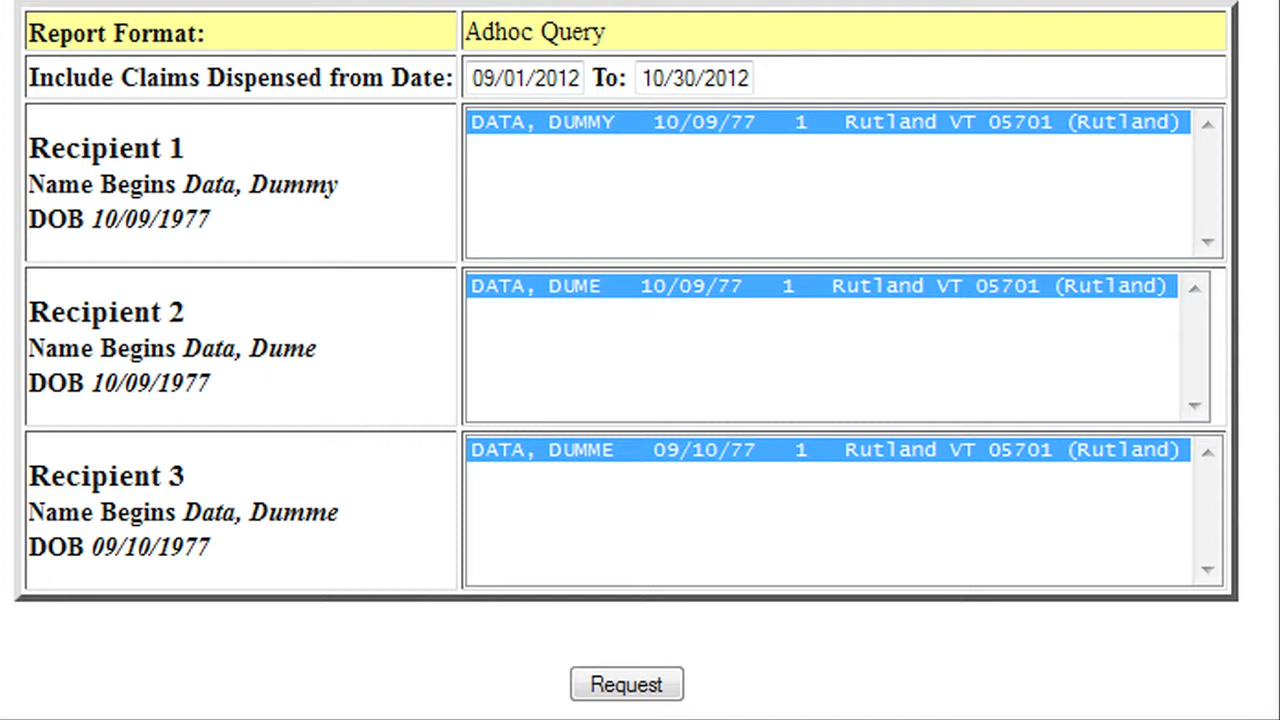 Report Format: Adhoc Query
Include Claims Dispensed from Date: 09/01/2012 To: 10/30/2012
Recipient 1
Name Begins Data, Dummy
DOB 10/09/1977
DATA, DUMMY 10/09/77 1 Rutland VT 05701 (Rutland)
Recipient 2
Name Begins Data, Dume
DOB 10/09/1977
DATA, DUME 10/09/77 1 Rutland VT 05701 (Rutland)
Recipient 3
Name Begins Data, Dumme
DOB 09/10/1977
DATA, DUMME 09/10/77 1 Rutland VT 05701 (Rutland)
Request